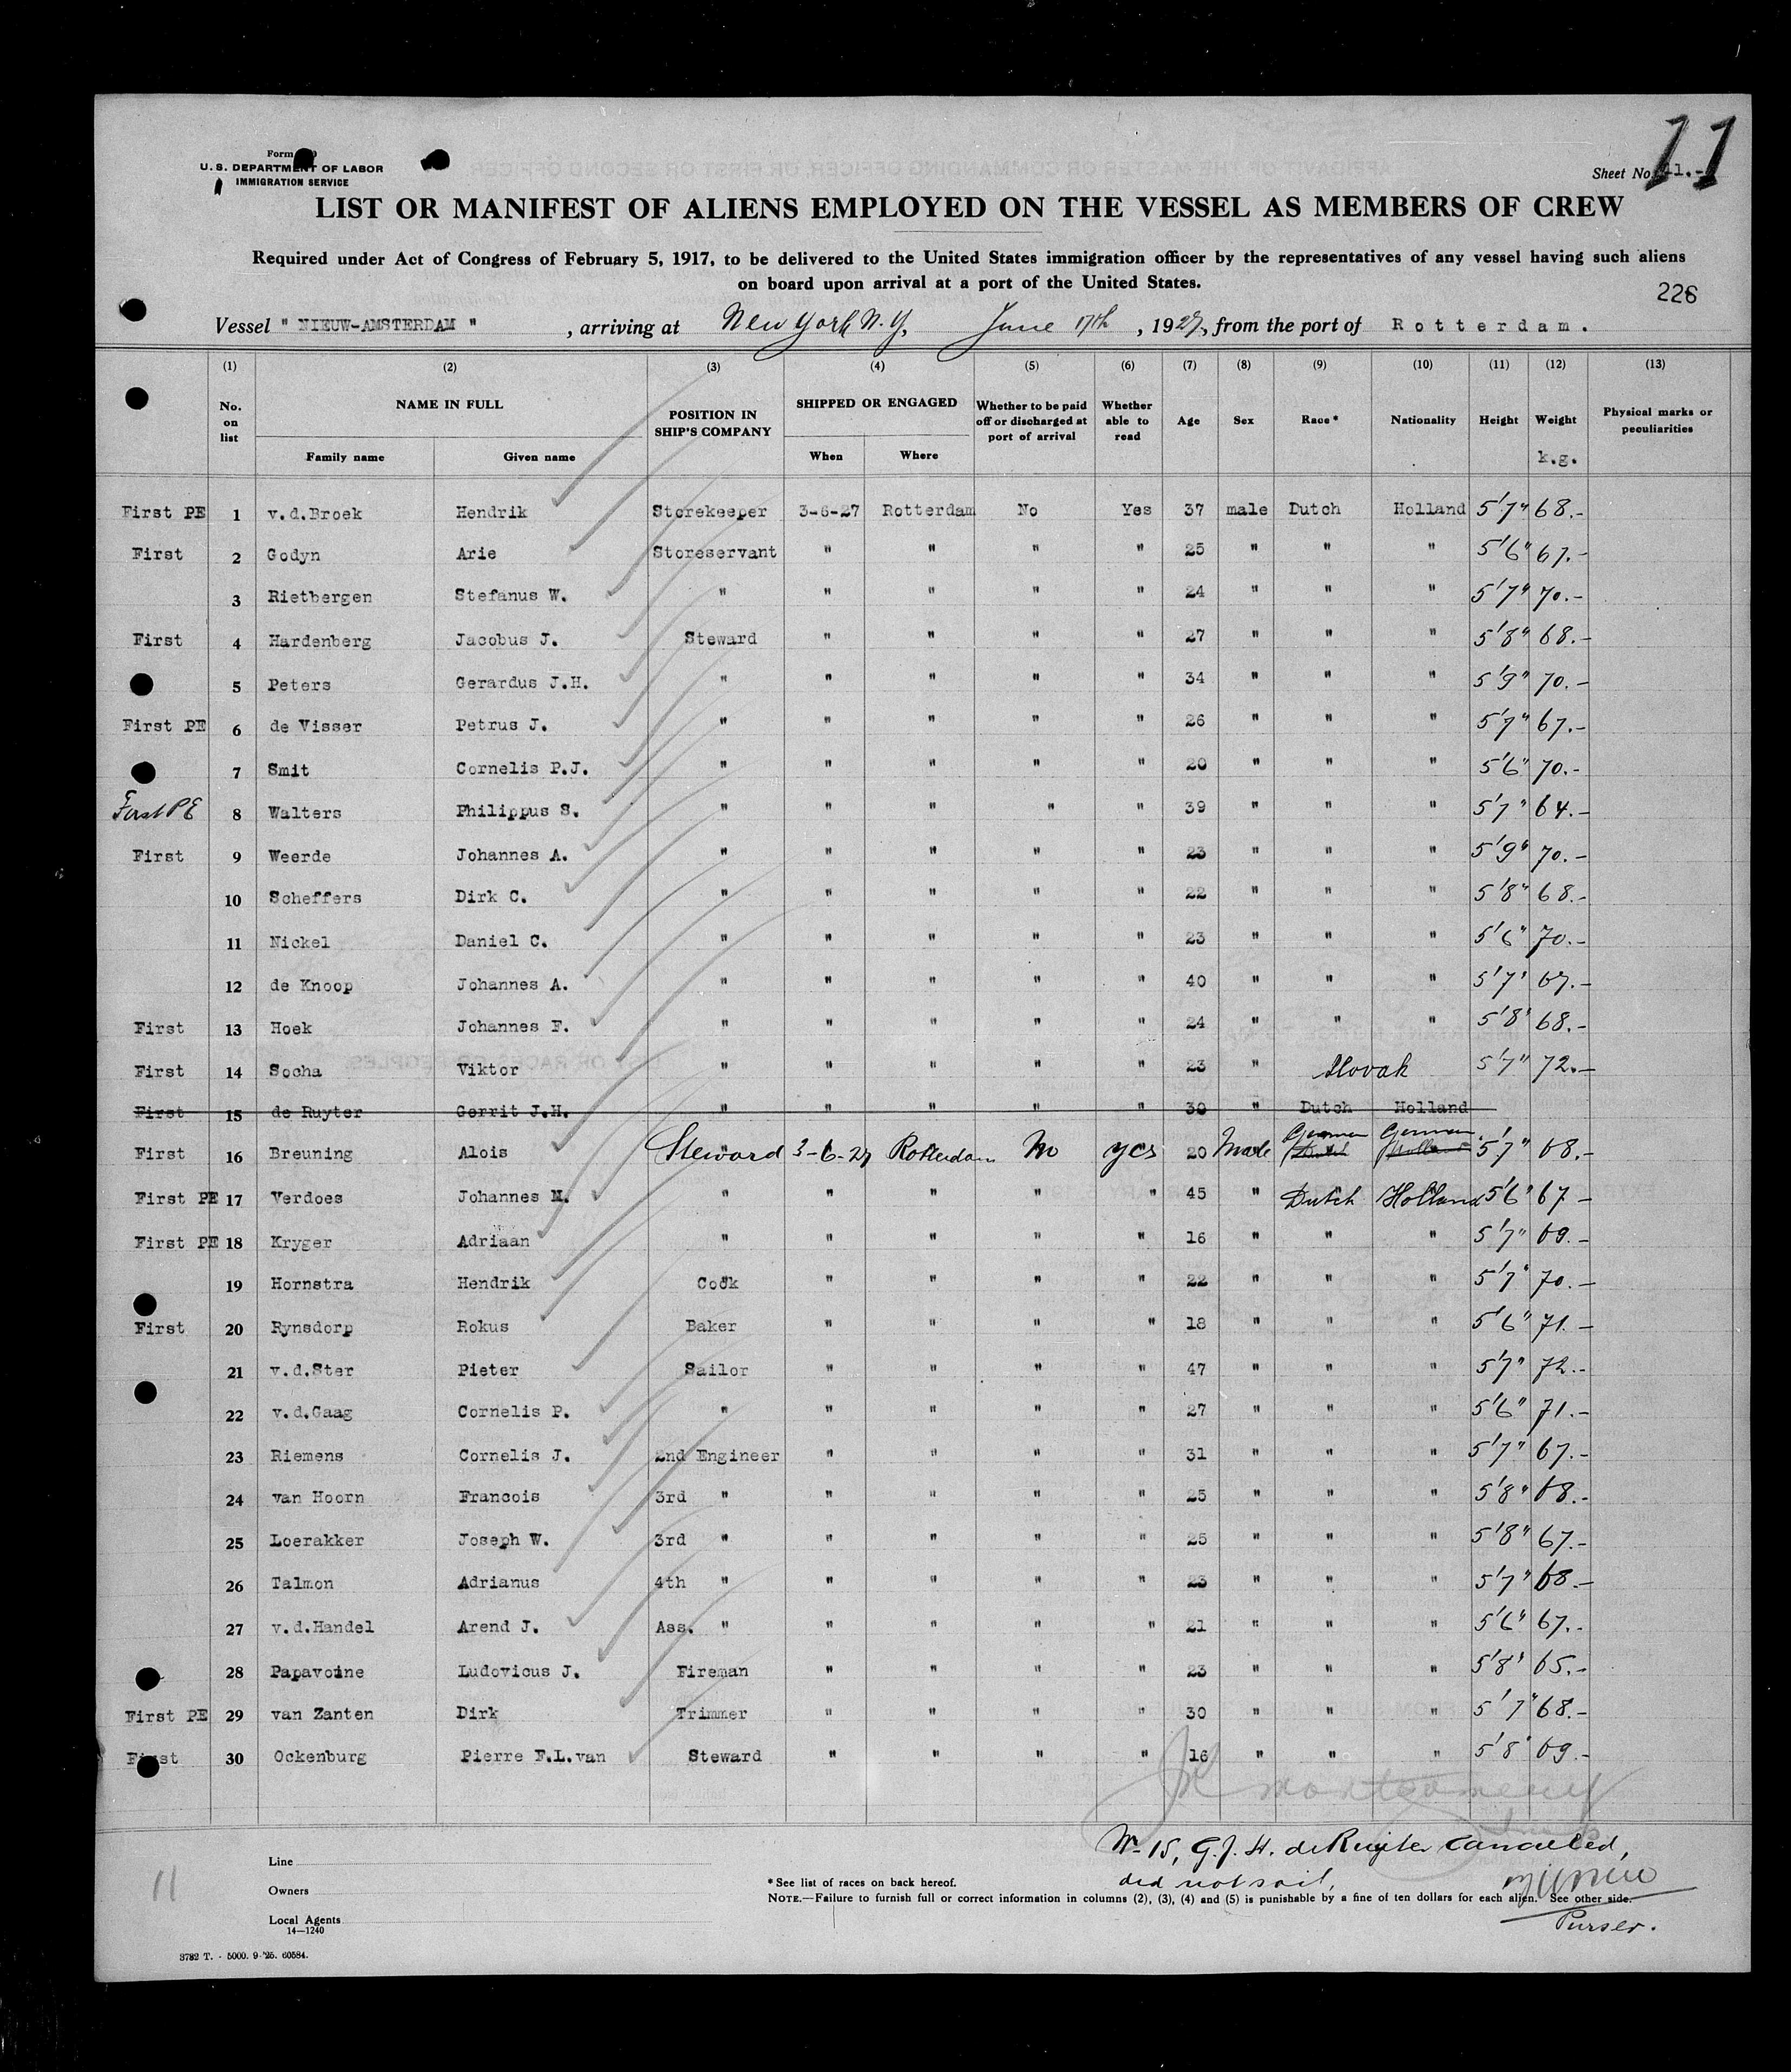 11
Form
U. S. DEPARTMENT OF LABOR
IMMIGRATION SERVICE
Sheet No. 11.-
LIST OR MANIFEST OF ALIENS EMPLOYED ON THE VESSEL AS MEMBERS OF CREW
Required under Act of Congress of February 5, 1917, to be delivered to the United States immigration officer by the representatives of any vessel having such aliens
on board upon arrival at a port of the United States.
226
Vessel " NIEUW-AMSTERDAM ", arriving at New York N.Y., June 17th, 1927, from the port of Rotterdam.
(1) (2) (3) (4) (5) (6) (7) (8) (9) (10) (11) (12) (13)
No. on list NAME IN FULL Family name Given name POSITION IN SHIP'S COMPANY SHIPPED OR ENGAGED When Where Whether to be paid off or discharged at port of arrival Whether able to read Age Sex Race* Nationality Height Weight k.g. Physical marks or peculiarities
First PE 1 v.d.Broek Hendrik Storekeeper 3-6-27 Rotterdam No Yes 37 male Dutch Holland 5'7" 68.-
First 2 Godyn Arie Storeservant " " " " 25 " " " 5'6" 67.-
3 Rietbergen Stefanus W. " " " " " 24 " " " 5'7" 70.-
First 4 Hardenberg Jacobus J. Steward " " " " 27 " " " 5'8" 68.-
5 Peters Gerardus J.H. " " " " " 34 " " " 5'9" 70.-
First PE 6 de Visser Petrus J. " " " " " 26 " " " 5'7" 67.-
7 Smit Cornelis P.J. " " " " " 20 " " " 5'6" 70.-
First PE 8 Walters Philippus S. " " " " " 39 " " " 5'7" 64.-
First 9 Weerde Johannes A. " " " " " 23 " " " 5'9" 70.-
10 Scheffers Dirk C. " " " " " 22 " " " 5'8" 68.-
11 Nickel Daniel C. " " " " " 23 " " " 5'6" 70.-
12 de Knoop Johannes A. " " " " " 40 " " " 5'7" 67.-
First 13 Hoek Johannes F. " " " " " 24 " " " 5'8" 68.-
First 14 Socha Viktor " " " " " 23 " Slovak 5'7" 72.-
First 15 de Ruyter Gerrit J.H. " " " " " 30 " Dutch Holland
German German
First 16 Breuning Alois Steward 3-6-27 Rotterdam No yes 20 Male Dutch Holland 5'7" 68.-
First PE 17 Verdoes Johannes M. " " " " " 45 " Dutch Holland 5'6" 67 -
First PE 18 Kryger Adriaan " " " " " 16 " " " 5'7" 69.-
19 Hornstra Hendrik Cook " " " " 22 " " " 5'7" 70.-
First 20 Rynsdorp Rokus Baker " " " " 18 " " " 5'6" 71.-
21 v.d.Ster Pieter Sailor " " " " 47 " " " 5'7" 72.-
22 v.d.Gaag Cornelis P. " " " " " 27 " " " 5'6" 71.-
23 Riemens Cornelis J. 2nd Engineer " " " " 31 " " " 5'7" 67.-
24 van Hoorn Francois 3rd " " " " " 25 " " " 5'8" 68.-
25 Loerakker Joseph W. 3rd " " " " " 25 " " " 5'8" 67.-
26 Talmon Adrianus 4th " " " " " 23 " " " 5'7" 68.-
27 v.d.Handel Arend J. Ass. " " " " " 21 " " " 5'6" 67.-
28 Papavoine Ludovicus J. Fireman " " " " 23 " " " 5'8" 65.-
First PE 29 van Zanten Dirk Trimmer " " " " 30 " " " 5'7" 68.-
First 30 Ockenburg Pierre F.L.van Steward " " " " 16 " " " 5'8" 69.-
Montgomery
No 15, G.J.H. de Ruyter cancelled,
did not sail.
Purser.
11
Line
Owners
Local Agents
14—1240
* See list of races on back hereof.
NOTE.—Failure to furnish full or correct information in columns (2), (3), (4) and (5) is punishable by a fine of ten dollars for each alien. See other side.
3782 T. - 5000. 9-'25. 60584.